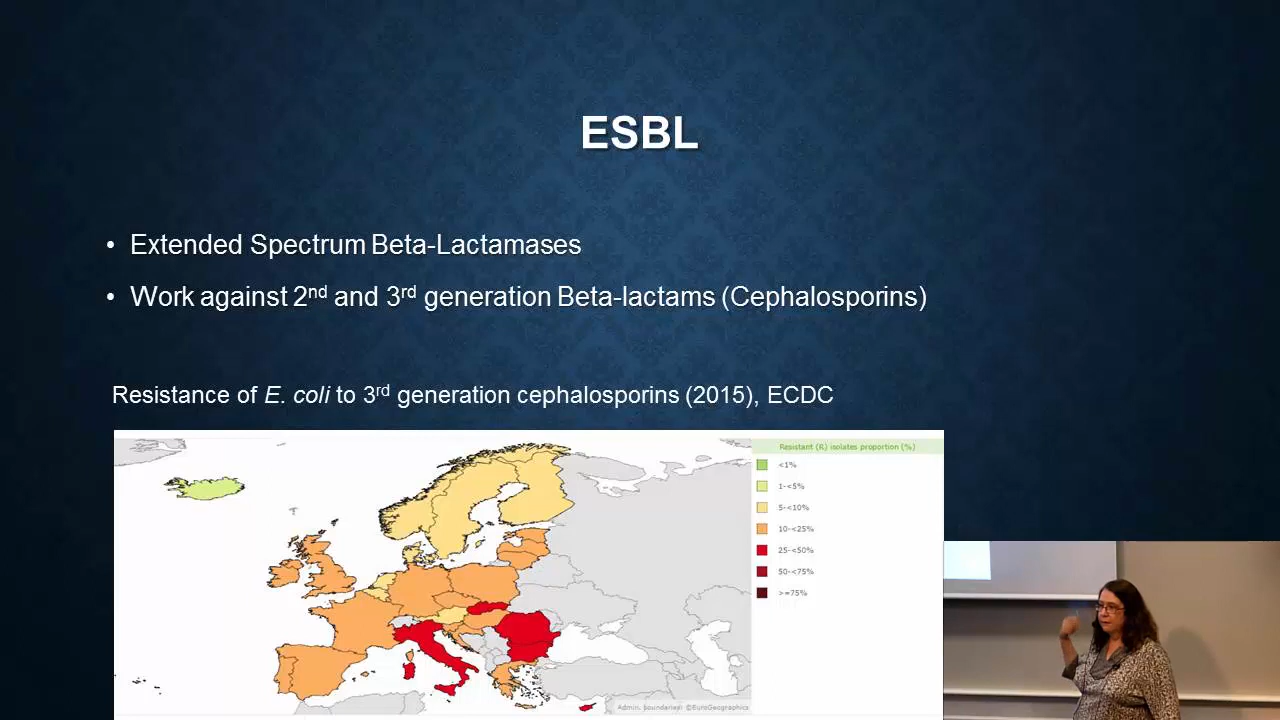 ESBL
• Extended Spectrum Beta-Lactamases
• Work against 2nd and 3rd generation Beta-lactams (Cephalosporins)
Resistance of E. coli to 3rd generation cephalosporins (2015), ECDC
Resistant (R) isolates proportion (%)
<1%
1-<5%
5-<10%
10-<25%
25-<50%
50-<75%
>=75%
Admin. boundaries: ©EuroGeographics